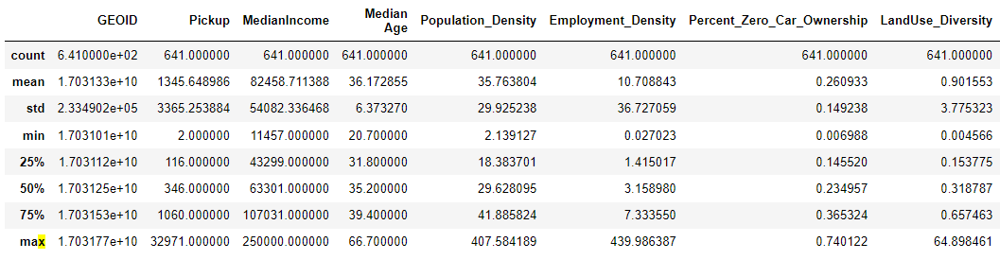 GEOID Pickup MedianIncome Median Age Population_Density Employment_Density Percent_Zero_Car_Ownership LandUse_Diversity
count 6.410000e+02 641.000000 641.000000 641.000000 641.000000 641.000000 641.000000 641.000000
mean 1.703133e+10 1345.648986 82458.711388 36.172855 35.763804 10.708843 0.260933 0.901553
std 2.334902e+05 3365.253884 54082.336468 6.373270 29.925238 36.727059 0.149238 3.775323
min 1.703101e+10 2.000000 11457.000000 20.700000 2.139127 0.027023 0.006988 0.004566
25% 1.703112e+10 116.000000 43299.000000 31.800000 18.383701 1.415017 0.145520 0.153775
50% 1.703125e+10 346.000000 63301.000000 35.200000 29.628095 3.158980 0.234957 0.318787
75% 1.703153e+10 1060.000000 107031.000000 39.400000 41.885824 7.333550 0.365324 0.657463
max 1.703177e+10 32971.000000 250000.000000 66.700000 407.584189 439.986387 0.740122 64.898461